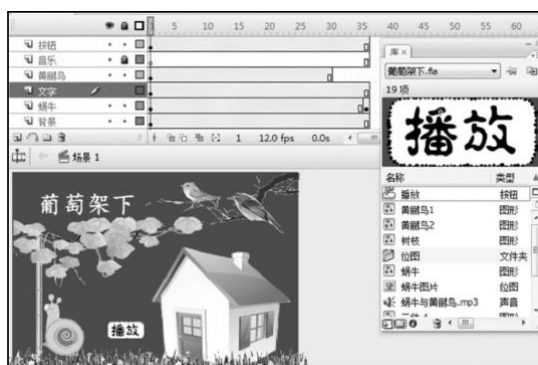 5 10 15 20 25 30 35 40 45 50 55 60
按钮
音乐
黄鹂鸟
文字
蜗牛
背景
1 12.0 fps 0.0s
场景 1
葡萄架下
播放
库 ×
葡萄架下.fla
19 项
播放
名称 类型
播放 按钮
黄鹂鸟1 图形
黄鹂鸟2 图形
树枝 图形
位图 文件夹
蜗牛 图形
蜗牛图片 位图
蜗牛与黄鹂鸟.mp3 声音